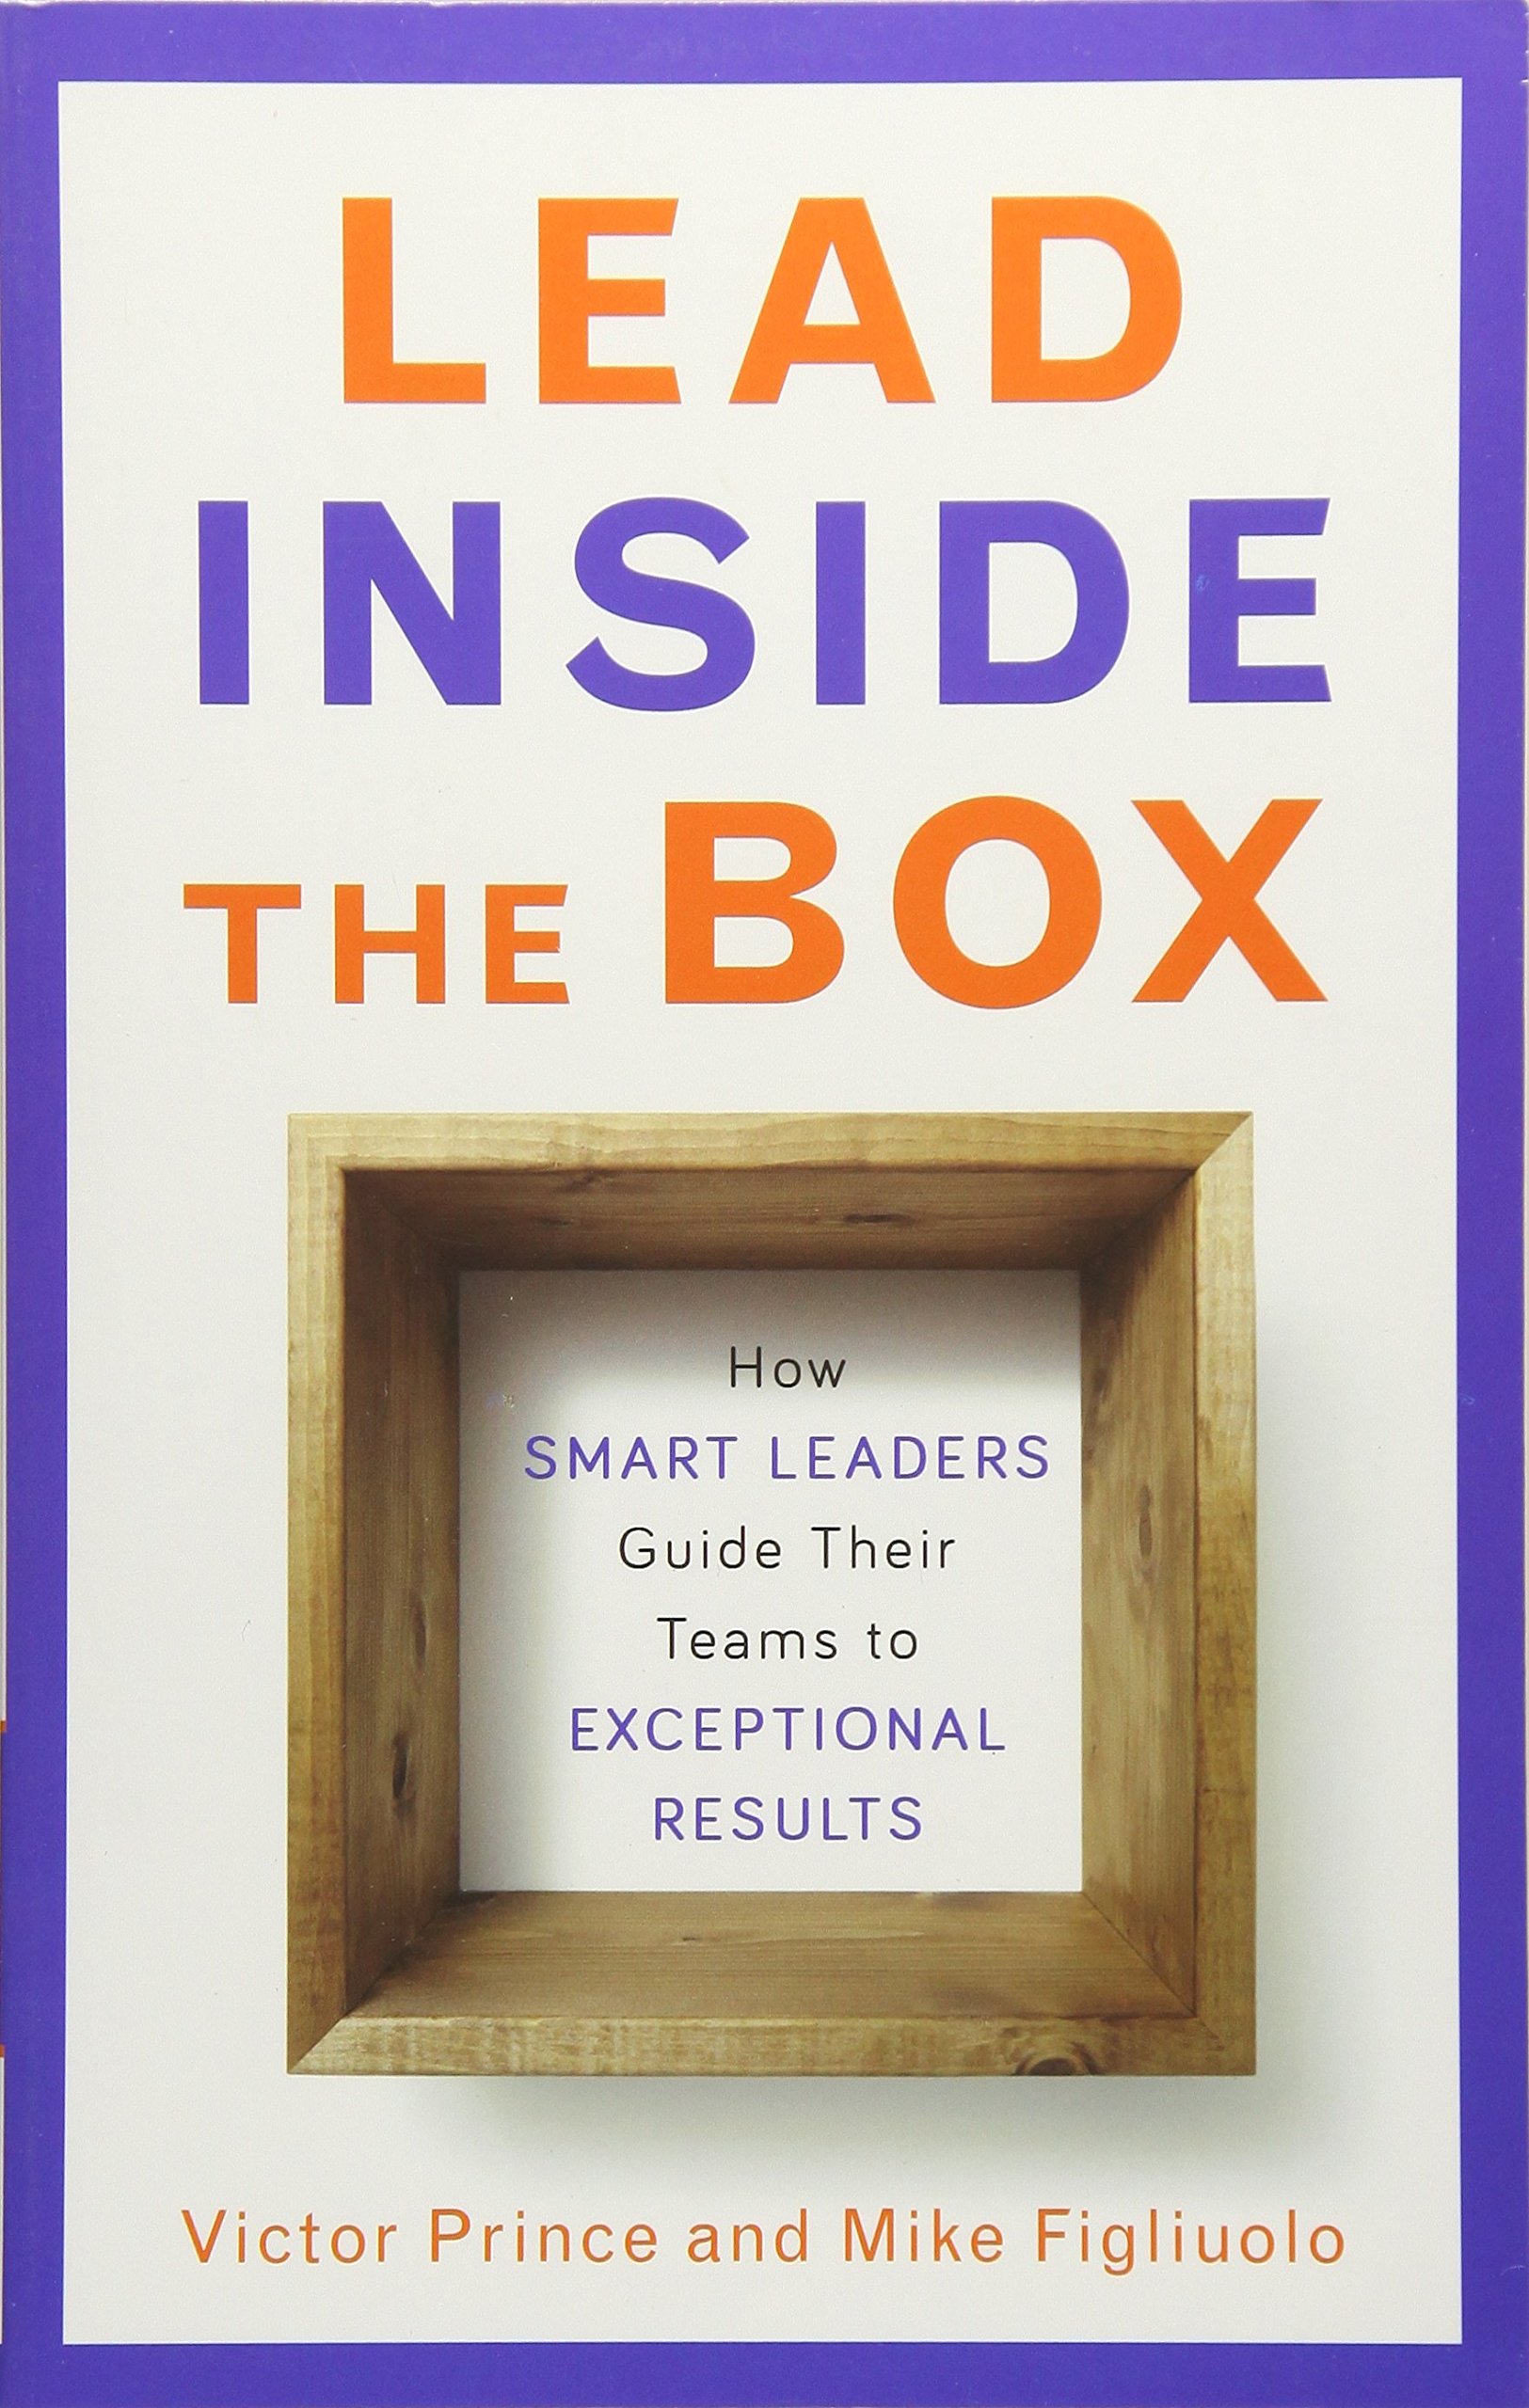 LEAD
INSIDE
THE BOX
How
SMART LEADERS
Guide Their
Teams to
EXCEPTIONAL
RESULTS
Victor Prince and Mike Figliuolo